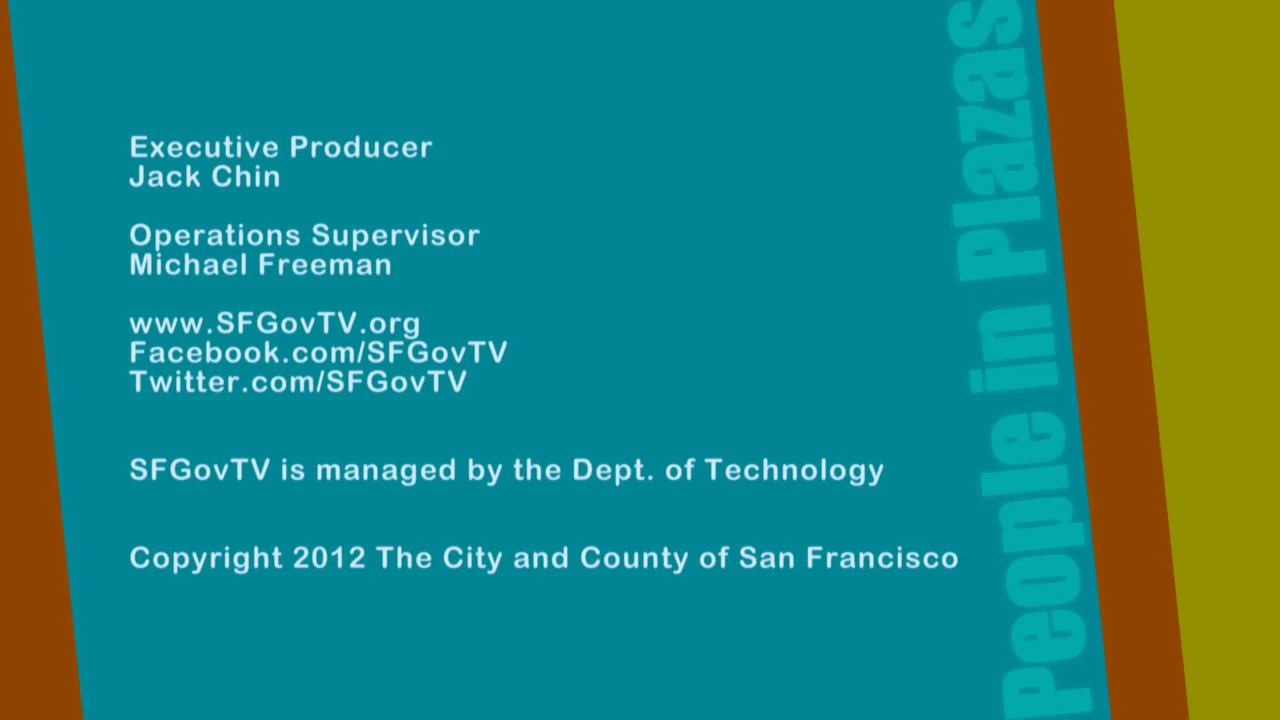 Executive Producer
Jack Chin
Operations Supervisor
Michael Freeman
www.SFGovTV.org
Facebook.com/SFGovTV
Twitter.com/SFGovTV
SFGovTV is managed by the Dept. of Technology
Copyright 2012 The City and County of San Francisco
People in Plazas